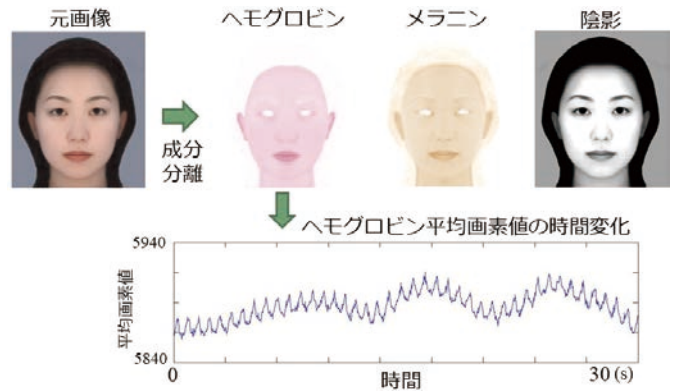 元画像
ヘモグロビン
メラニン
陰影
成分
分離
ヘモグロビン平均画素値の時間変化
5940
平均画素値
5840
0
30 (s)
時間